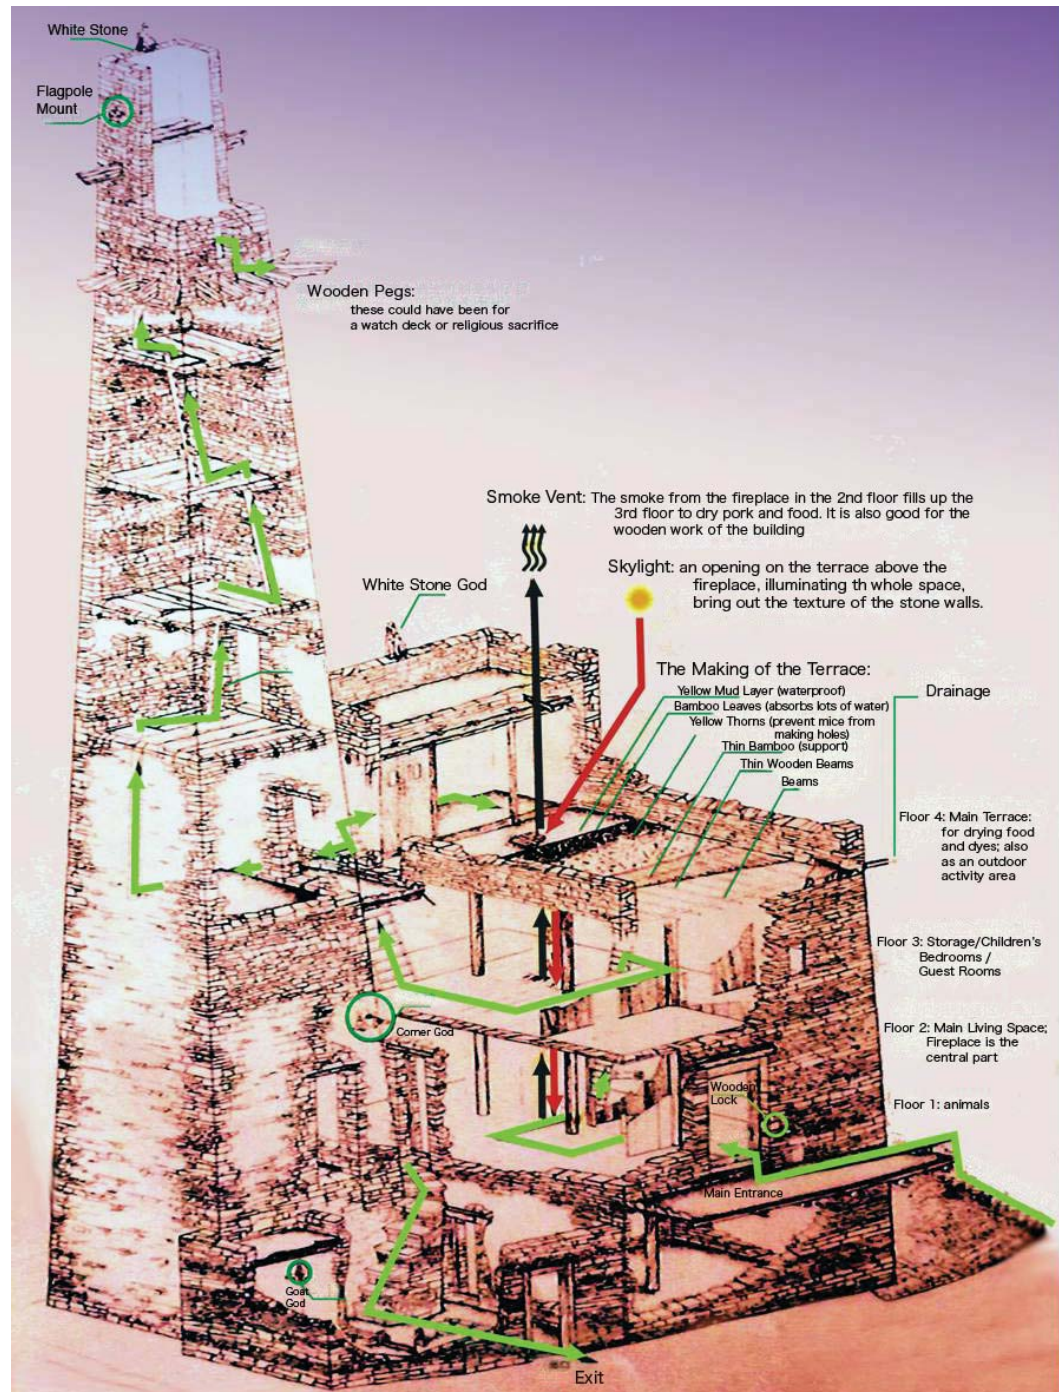 White Stone
Flagpole
Mount
Wooden Pegs:
these could have been for
a watch deck or religious sacrifice
Smoke Vent: The smoke from the fireplace in the 2nd floor fills up the
3rd floor to dry pork and food. It is also good for the
wooden work of the building
Skylight: an opening on the terrace above the
fireplace, illuminating th whole space,
bring out the texture of the stone walls.
White Stone God
The Making of the Terrace:
Yellow Mud Layer (waterproof)
Bamboo Leaves (absorbs lots of water)
Yellow Thorns (prevent mice from
making holes)
Thin Bamboo (support)
Thin Wooden Beams
Beams
Drainage
Floor 4: Main Terrace:
for drying food
and dyes; also
as an outdoor
activity area
Floor 3: Storage/Children's
Bedrooms /
Guest Rooms
Corner God
Floor 2: Main Living Space;
Fireplace is the
central part
Wooden
Lock
Floor 1: animals
Main Entrance
Goat
God
Exit